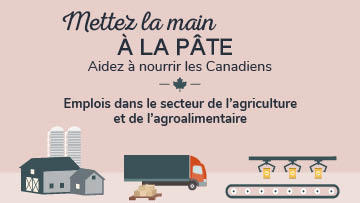 Mettez la main
À LA PÂTE
Aidez à nourrir les Canadiens
Emplois dans le secteur de l'agriculture
et de l'agroalimentaire